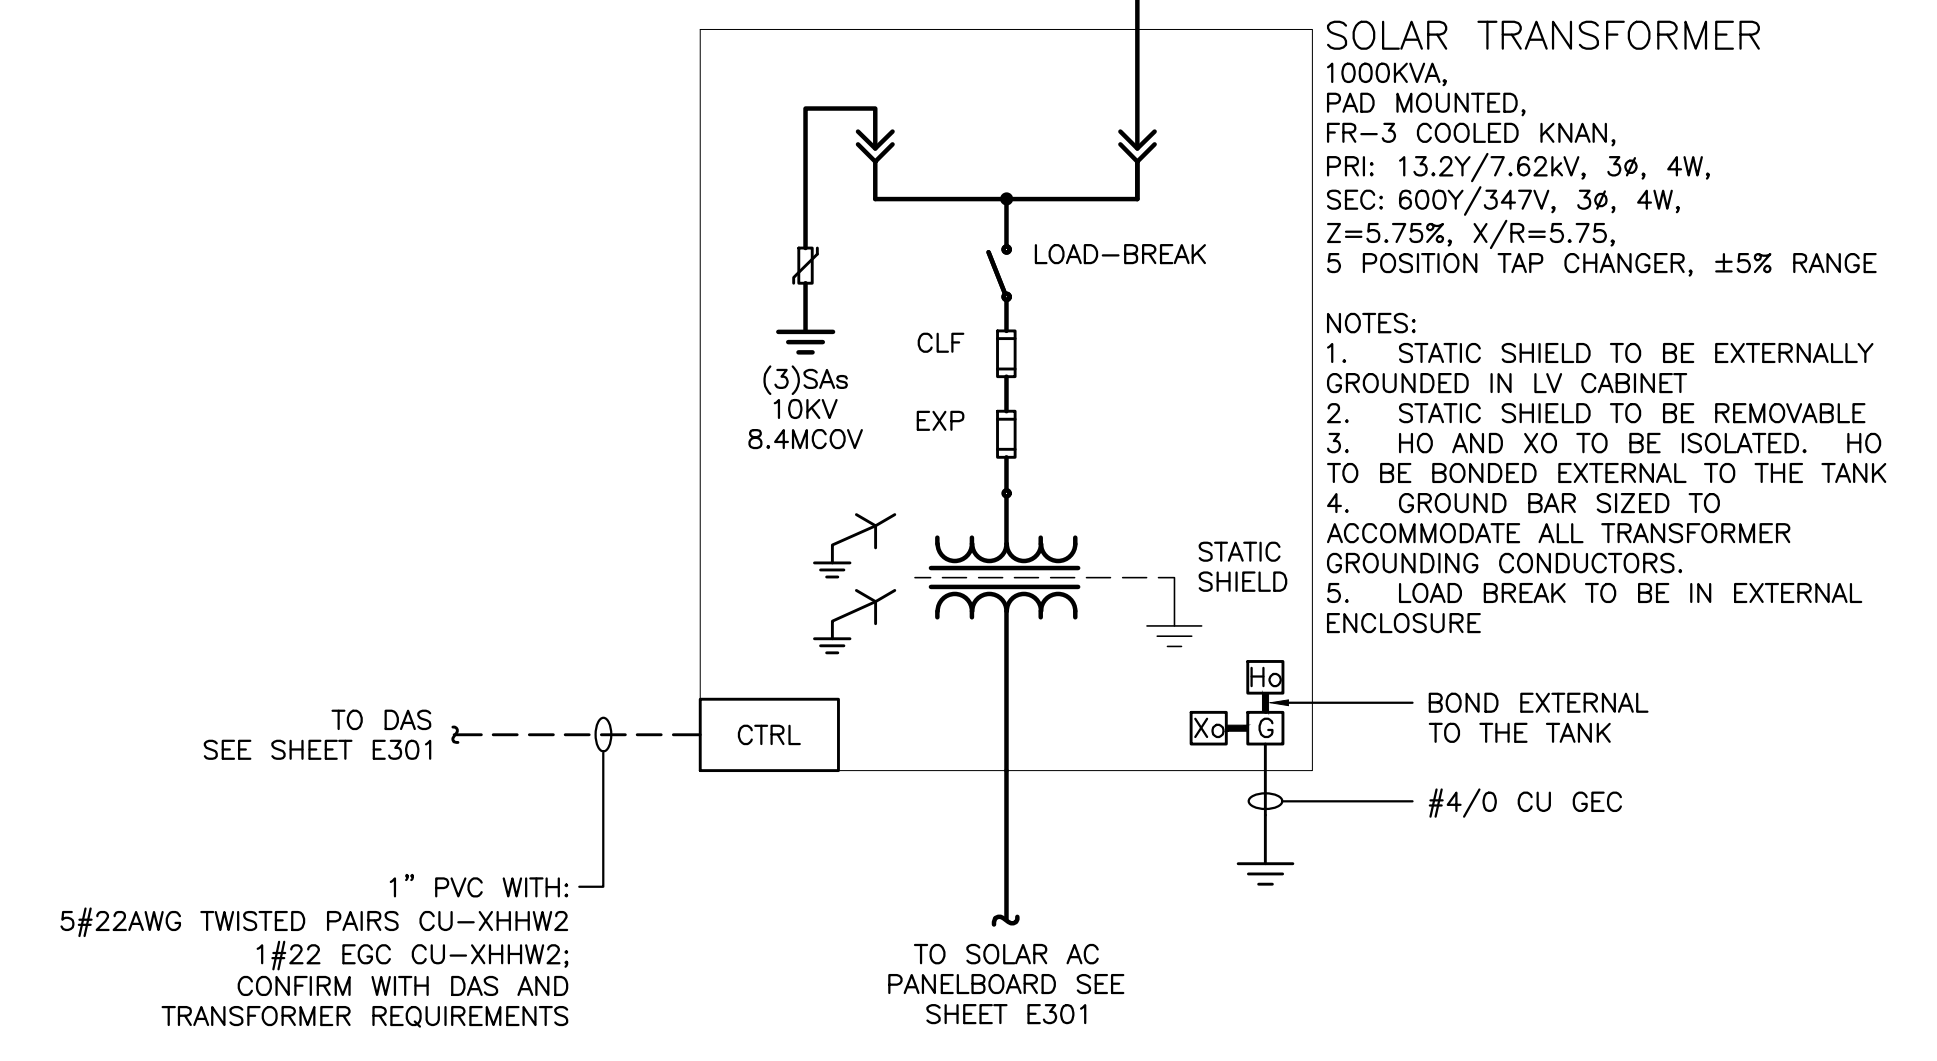 SOLAR TRANSFORMER
1000KVA,
PAD MOUNTED,
FR-3 COOLED KNAN,
PRI: 13.2Y/7.62kV, 3ø, 4W,
SEC: 600Y/347V, 3ø, 4W,
Z=5.75%, X/R=5.75,
5 POSITION TAP CHANGER, ±5% RANGE
NOTES:
1. STATIC SHIELD TO BE EXTERNALLY
GROUNDED IN LV CABINET
2. STATIC SHIELD TO BE REMOVABLE
3. HO AND XO TO BE ISOLATED. HO
TO BE BONDED EXTERNAL TO THE TANK
4. GROUND BAR SIZED TO
ACCOMMODATE ALL TRANSFORMER
GROUNDING CONDUCTORS.
5. LOAD BREAK TO BE IN EXTERNAL
ENCLOSURE
LOAD-BREAK
CLF
EXP
(3)SAs
10KV
8.4MCOV
STATIC
SHIELD
Ho
Xo
G
BOND EXTERNAL
TO THE TANK
#4/0 CU GEC
CTRL
TO DAS
SEE SHEET E301
1" PVC WITH:
5#22AWG TWISTED PAIRS CU-XHHW2
1#22 EGC CU-XHHW2;
CONFIRM WITH DAS AND
TRANSFORMER REQUIREMENTS
TO SOLAR AC
PANELBOARD SEE
SHEET E301